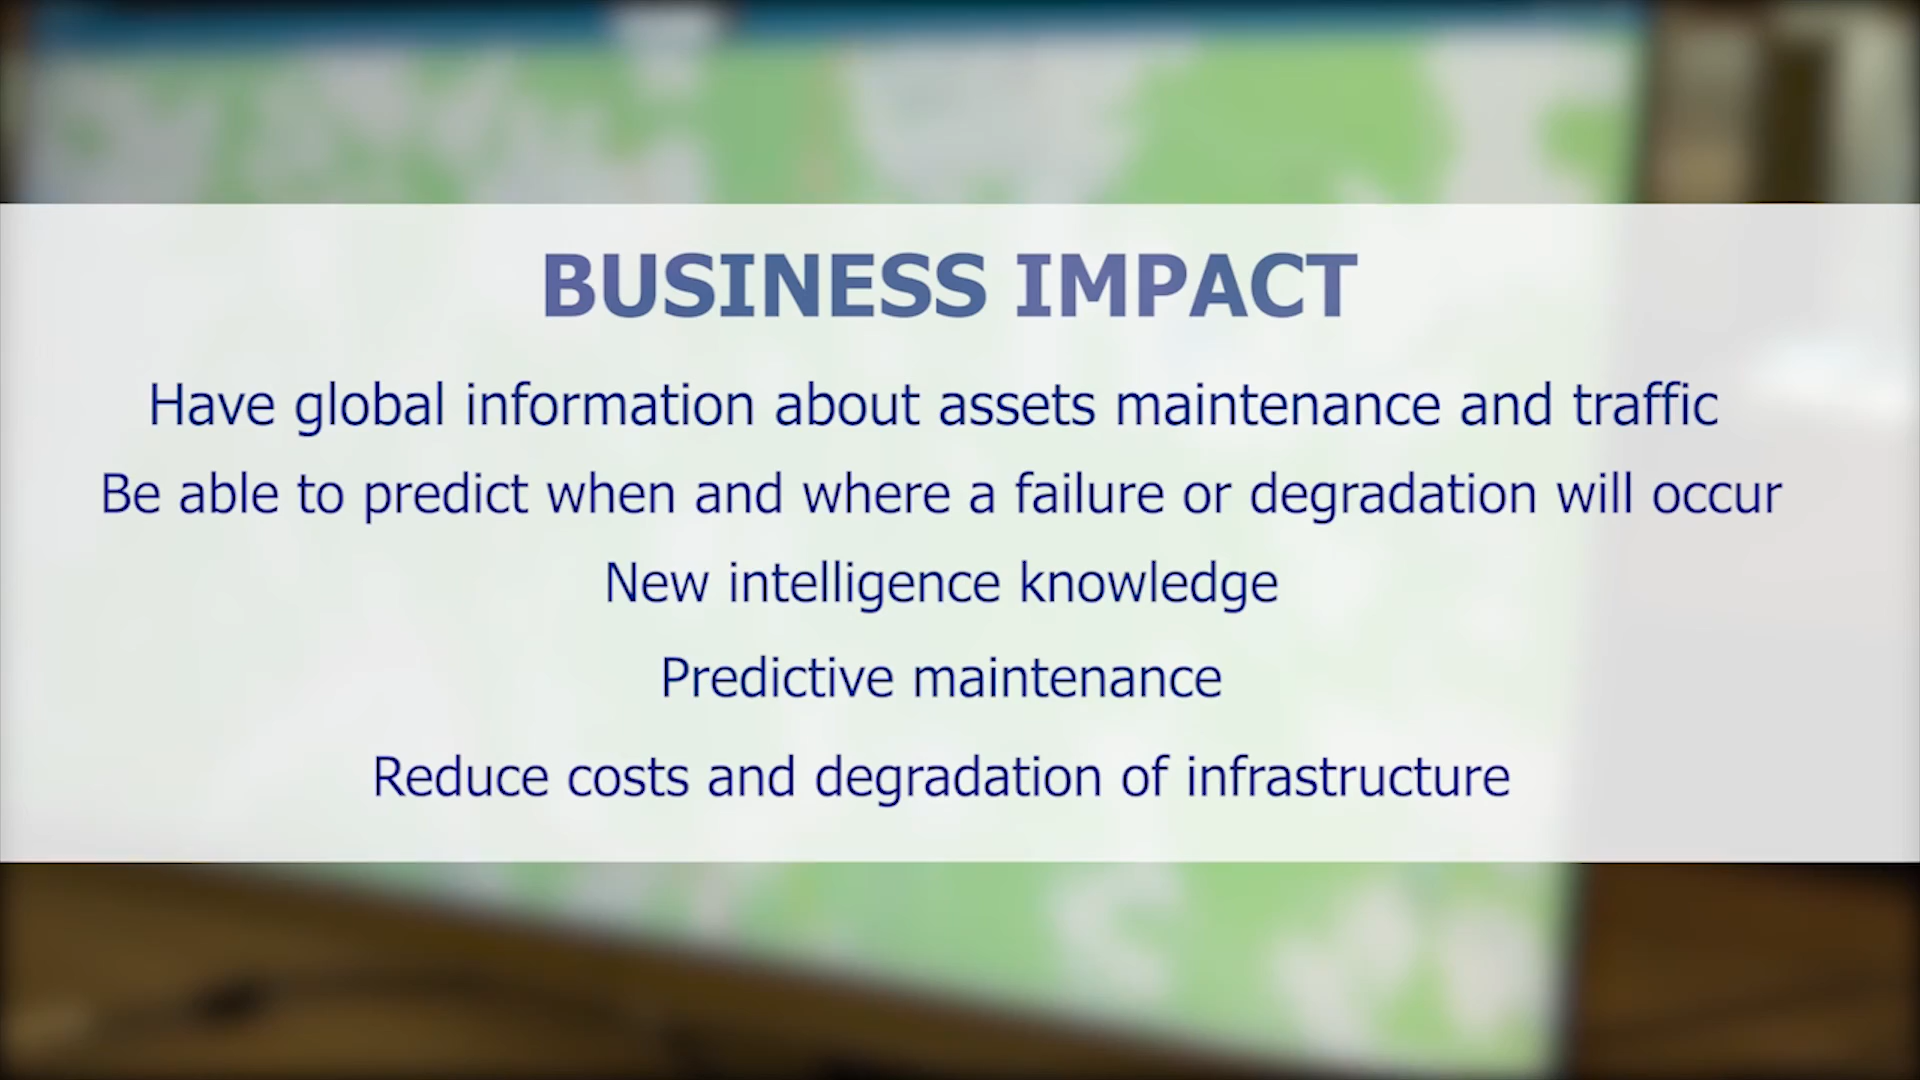 BUSINESS IMPACT
Have global information about assets maintenance and traffic
Be able to predict when and where a failure or degradation will occur
New intelligence knowledge
Predictive maintenance
Reduce costs and degradation of infrastructure